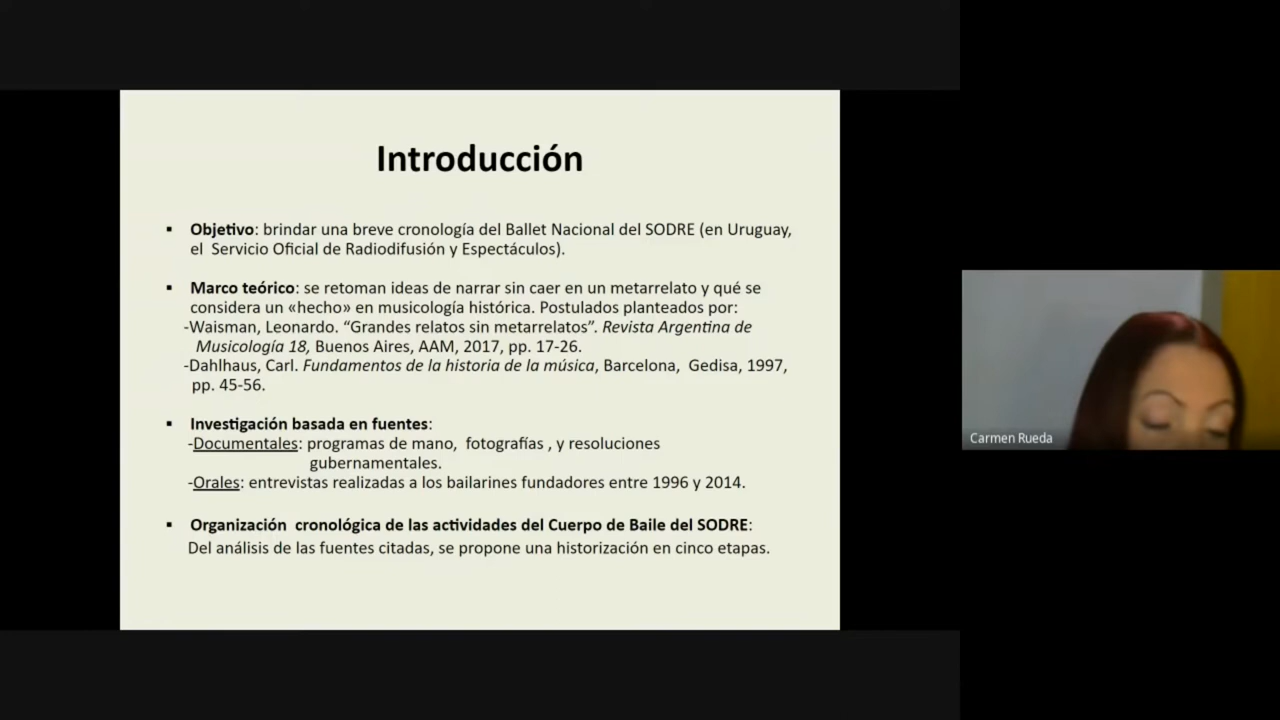 Introducción
▪ Objetivo: brindar una breve cronología del Ballet Nacional del SODRE (en Uruguay,
el Servicio Oficial de Radiodifusión y Espectáculos).
▪ Marco teórico: se retoman ideas de narrar sin caer en un metarrelato y qué se
considera un «hecho» en musicología histórica. Postulados planteados por:
-Waisman, Leonardo. “Grandes relatos sin metarrelatos”. Revista Argentina de
Musicología 18, Buenos Aires, AAM, 2017, pp. 17-26.
-Dahlhaus, Carl. Fundamentos de la historia de la música, Barcelona, Gedisa, 1997,
pp. 45-56.
▪ Investigación basada en fuentes:
-Documentales: programas de mano, fotografías , y resoluciones
gubernamentales.
-Orales: entrevistas realizadas a los bailarines fundadores entre 1996 y 2014.
▪ Organización cronológica de las actividades del Cuerpo de Baile del SODRE:
Del análisis de las fuentes citadas, se propone una historización en cinco etapas.
Carmen Rueda